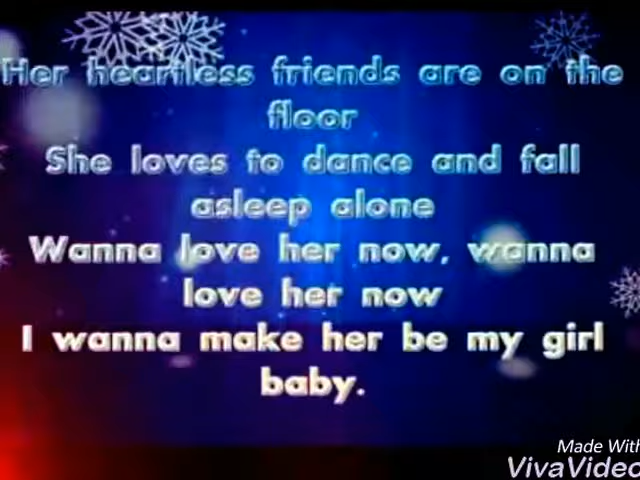 Her heartless friends are on the
floor
She loves to dance and fall
asleep alone
Wanna love her now, wanna
love her now
I wanna make her be my girl
baby.
Made With
VivaVideo